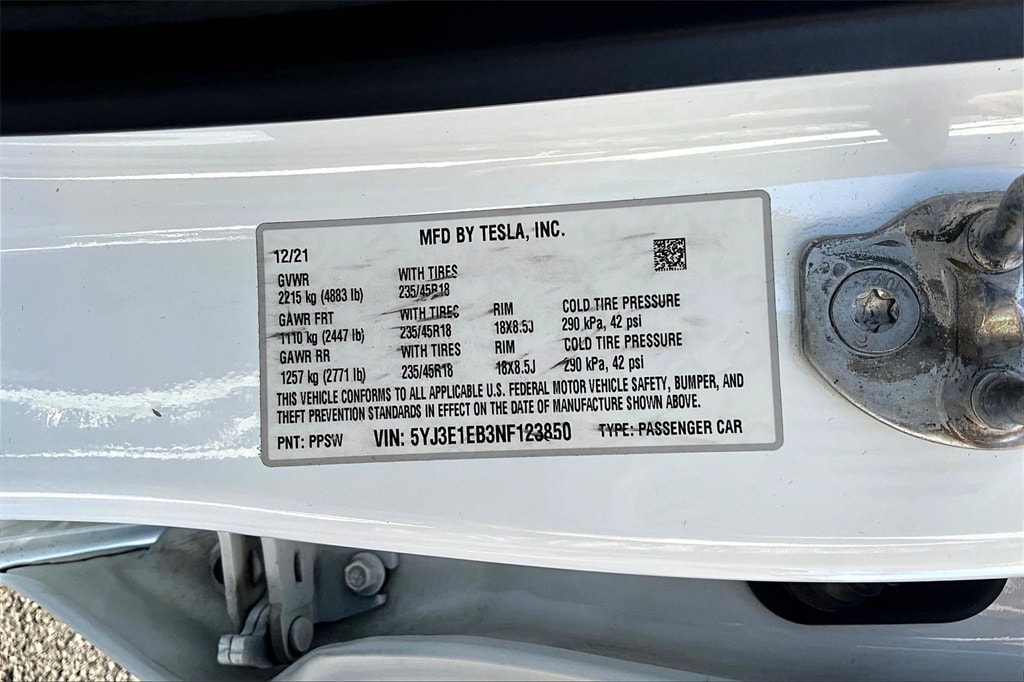 MFD BY TESLA, INC.
12/21
GVWR WITH TIRES
2215 kg (4883 lb) 235/45R18
GAWR FRT WITH TIRES RIM COLD TIRE PRESSURE
1110 kg (2447 lb) 235/45R18 18X8.5J 290 kPa, 42 psi
GAWR RR WITH TIRES RIM COLD TIRE PRESSURE
1257 kg (2771 lb) 235/45R18 18X8.5J 290 kPa, 42 psi
THIS VEHICLE CONFORMS TO ALL APPLICABLE U.S. FEDERAL MOTOR VEHICLE SAFETY, BUMPER, AND
THEFT PREVENTION STANDARDS IN EFFECT ON THE DATE OF MANUFACTURE SHOWN ABOVE.
PNT: PPSW VIN: 5YJ3E1EB3NF123850 TYPE: PASSENGER CAR